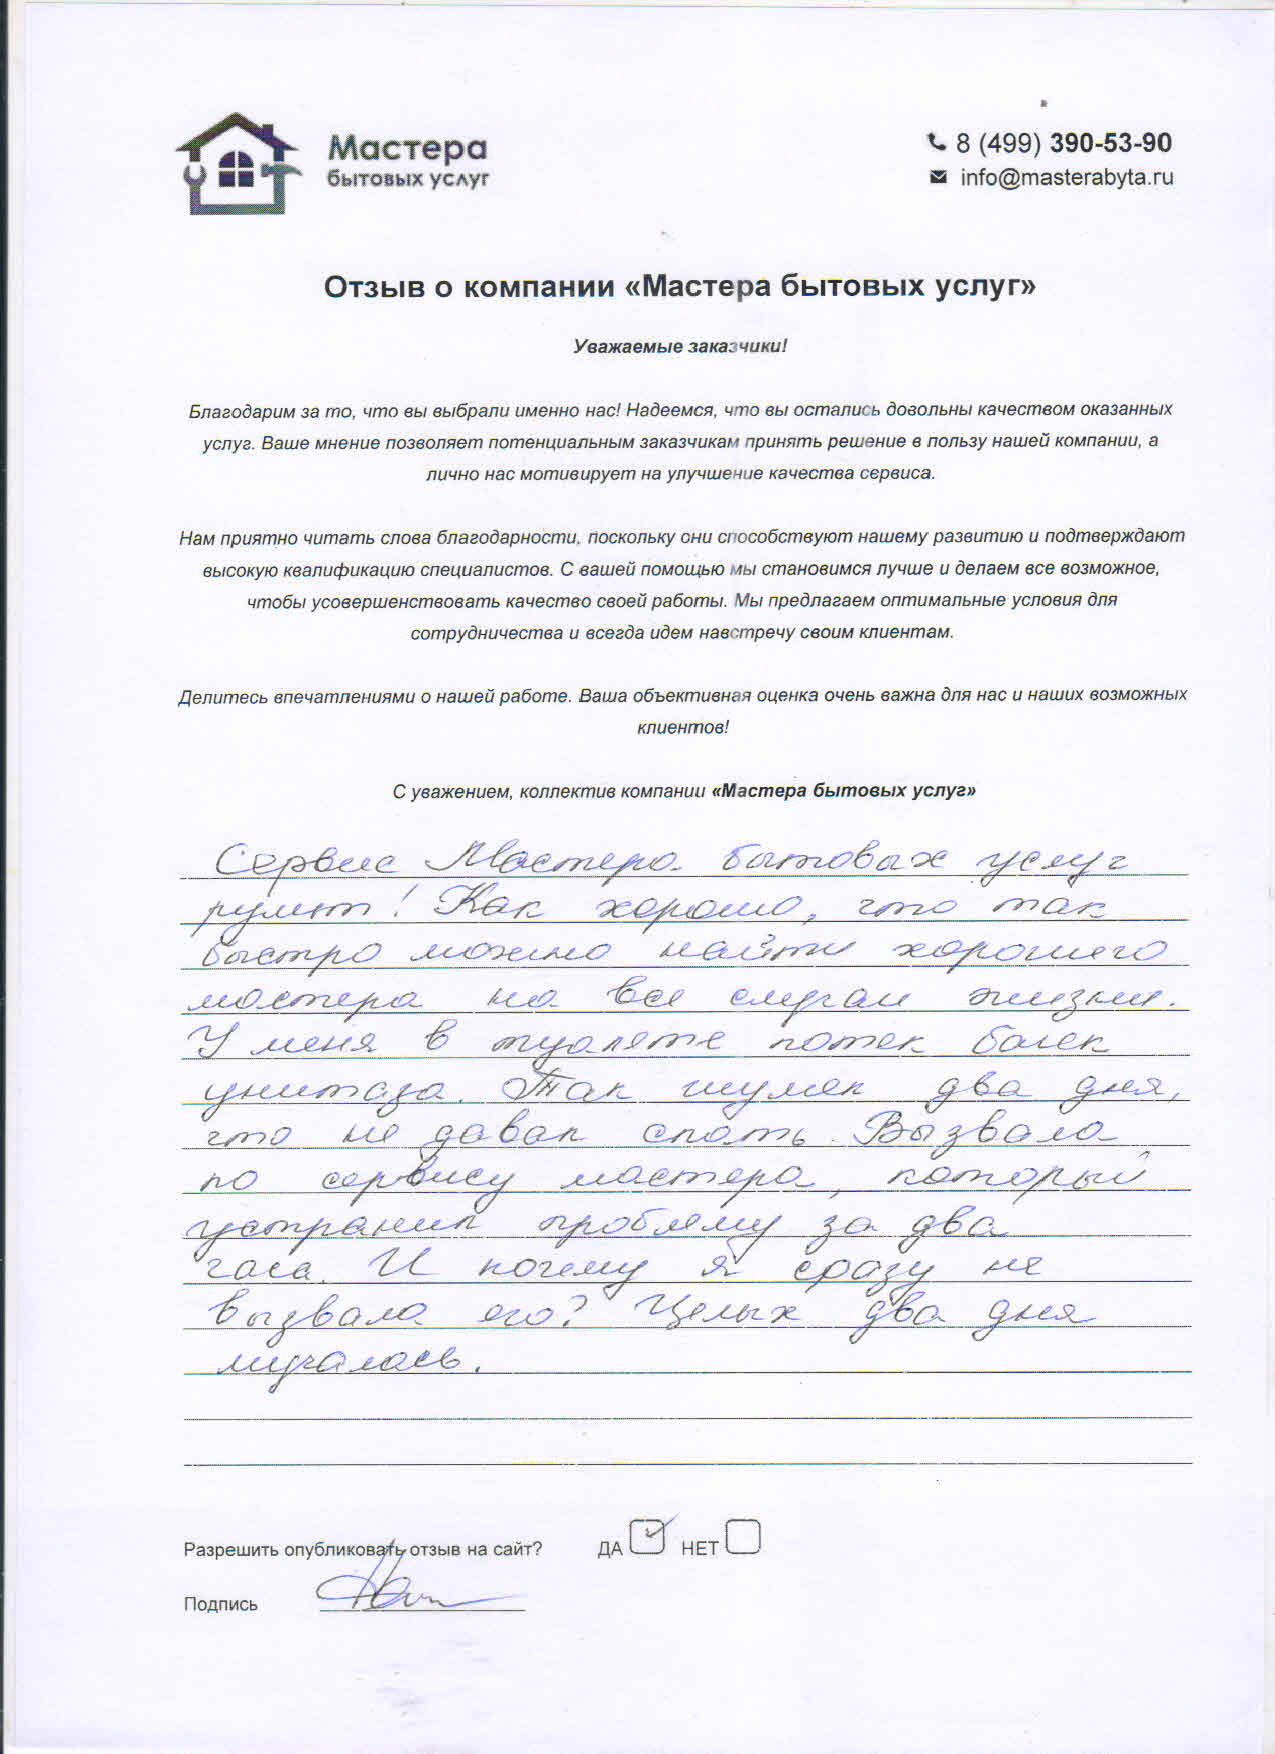 Мастера
бытовых услуг
8 (499) 390-53-90
info@masterabyta.ru
Отзыв о компании «Мастера бытовых услуг»
Уважаемые заказчики!
Благодарим за то, что вы выбрали именно нас! Надеемся, что вы остались довольны качеством оказанных
услуг. Ваше мнение позволяет потенциальным заказчикам принять решение в пользу нашей компании, а
лично нас мотивирует на улучшение качества сервиса.
Нам приятно читать слова благодарности, поскольку они способствуют нашему развитию и подтверждают
высокую квалификацию специалистов. С вашей помощью мы становимся лучше и делаем все возможное,
чтобы усовершенствовать качество своей работы. Мы предлагаем оптимальные условия для
сотрудничества и всегда идем навстречу своим клиентам.
Делитесь впечатлениями о нашей работе. Ваша объективная оценка очень важна для нас и наших возможных
клиентов!
С уважением, коллектив компании «Мастера бытовых услуг»
Сервис Мастера бытовых услуг
рулит! Как хорошо, что так
быстро можно найти хорошего
мастера на все случаи жизни.
У меня в туалете потек бачек
унитаза. Так шумел два дня,
что не давал спать. Вызвала
по сервису мастера, который
устранил проблему за два
часа. И почему я сразу не
вызвала его? Целых два дня
мучалась.
Разрешить опубликовать отзыв на сайт? ДА НЕТ
Подпись